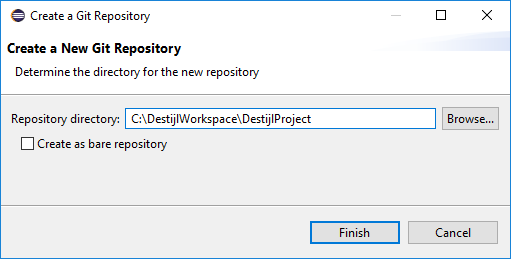 Create a Git Repository
Create a New Git Repository
Determine the directory for the new repository
Repository directory: C:\DestijlWorkspace\DestijlProject Browse...
Create as bare repository
Finish Cancel